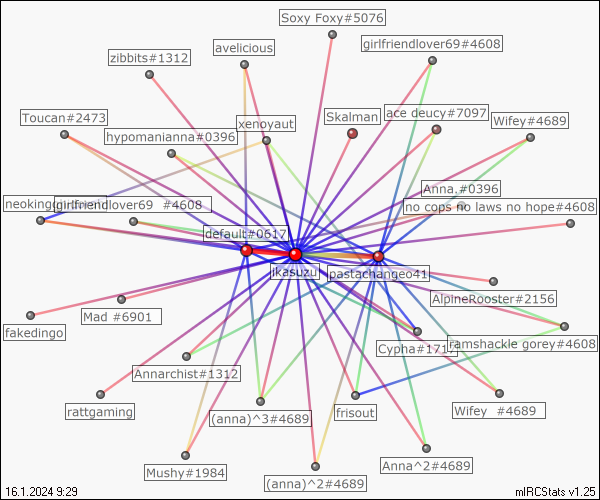 Soxy Foxy#5076
avelicious
girlfriendlover69#4608
zibbits#1312
Toucan#2473
xenoyaut
Skalman
ace deucy#7097
Wifey#4689
hypomanianna#0396
Anna.#0396
neoking
girlfriendlover69 #4608
no cops no laws no hope#4608
default#0617
jkasuzu
pastachangeo41
AlpineRooster#2156
Mad #6901
fakedingo
Cypha#171
ramshackle gorey#4608
Annarchist#1312
rattgaming
(anna)^3#4689
frisout
Wifey #4689
Mushy#1984
(anna)^2#4689
Anna^2#4689
16.1.2024 9:29
mIRCStats v1.25